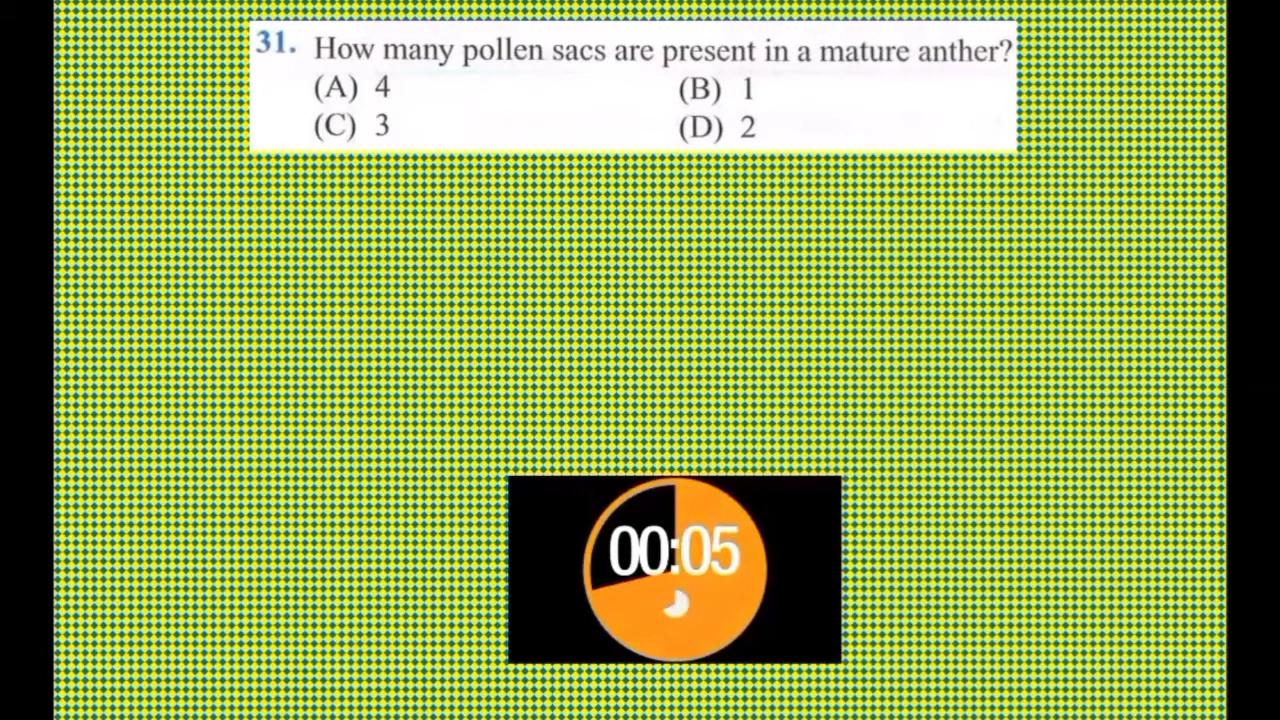 31. How many pollen sacs are present in a mature anther?
(A) 4 (B) 1
(C) 3 (D) 2
00:05